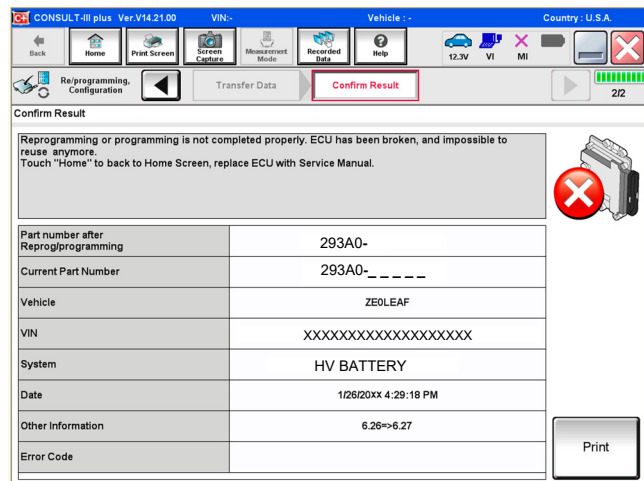 CONSULT-III plus Ver.V14.21.00 VIN:- Vehicle : - Country : U.S.A.
Back Home Print Screen Screen Capture Measurement Mode Recorded Data Help 12.3V VI MI
Re/programming, Configuration Transfer Data Confirm Result 2/2
Confirm Result
Reprogramming or programming is not completed properly. ECU has been broken, and impossible to
reuse anymore.
Touch "Home" to back to Home Screen, replace ECU with Service Manual.
Part number after
Reprog/programming 293A0-
Current Part Number 293A0-_ _ _ _ _
Vehicle ZE0LEAF
VIN XXXXXXXXXXXXXXXXXXX
System HV BATTERY
Date 1/26/20xx 4:29:18 PM
Other Information 6.26=>6.27
Error Code
Print